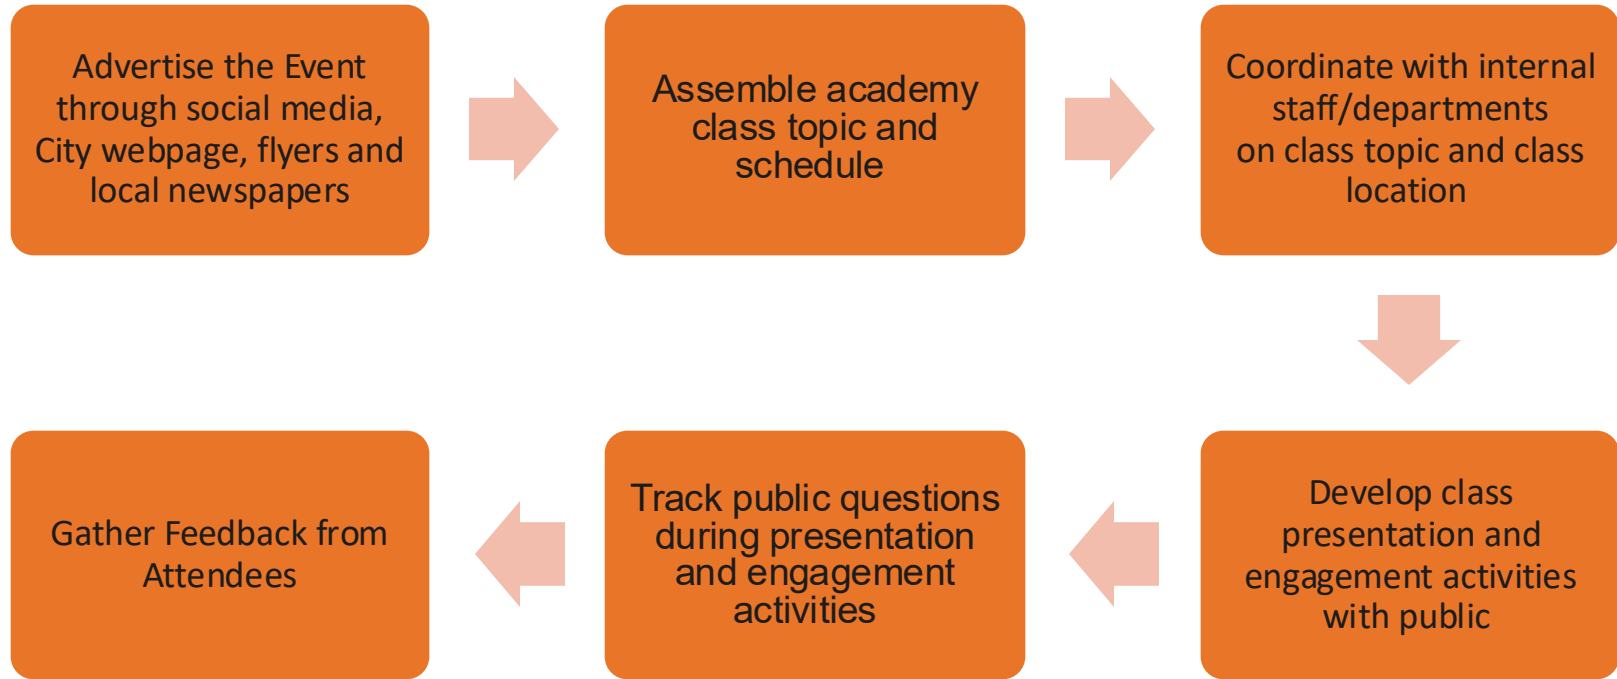 Advertise the Event
through social media,
City webpage, flyers and
local newspapers
Assemble academy
class topic and
schedule
Coordinate with internal
staff/departments
on class topic and class
location
Develop class
presentation and
engagement activities
with public
Track public questions
during presentation
and engagement
activities
Gather Feedback from
Attendees